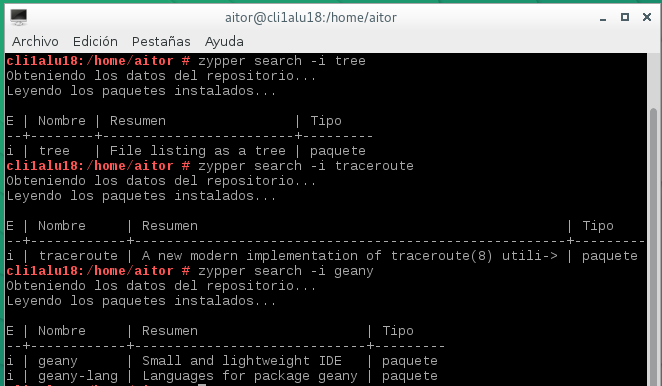 aitor@cli1alu18:/home/aitor
Archivo Edición Pestañas Ayuda
cli1alu18:/home/aitor # zypper search -i tree
Obteniendo los datos del repositorio...
Leyendo los paquetes instalados...
E | Nombre | Resumen | Tipo
--+--------+------------------------+---------
i | tree | File listing as a tree | paquete
cli1alu18:/home/aitor # zypper search -i traceroute
Obteniendo los datos del repositorio...
Leyendo los paquetes instalados...
E | Nombre | Resumen | Tipo
--+------------+------------------------------------------------------+---------
i | traceroute | A new modern implementation of traceroute(8) utili-> | paquete
cli1alu18:/home/aitor # zypper search -i geany
Obteniendo los datos del repositorio...
Leyendo los paquetes instalados...
E | Nombre | Resumen | Tipo
--+------------+-----------------------------+--------
i | geany | Small and lightweight IDE | paquete
i | geany-lang | Languages for package geany | paquete